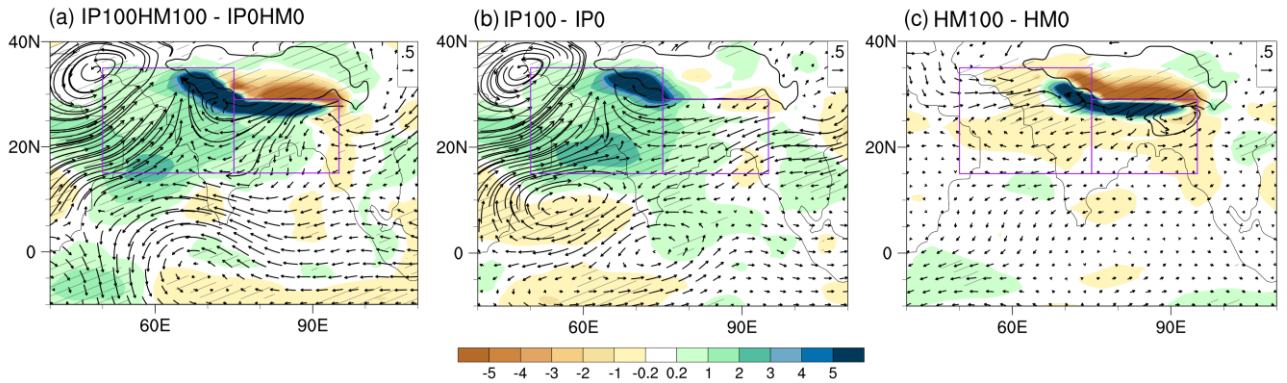 (a) IP100HM100 - IP0HM0
(b) IP100 - IP0
(c) HM100 - HM0
40N
20N
0
60E
90E
.5
40N
20N
0
60E
90E
.5
40N
20N
0
60E
90E
.5
-5 -4 -3 -2 -1 -0.2 0.2 1 2 3 4 5